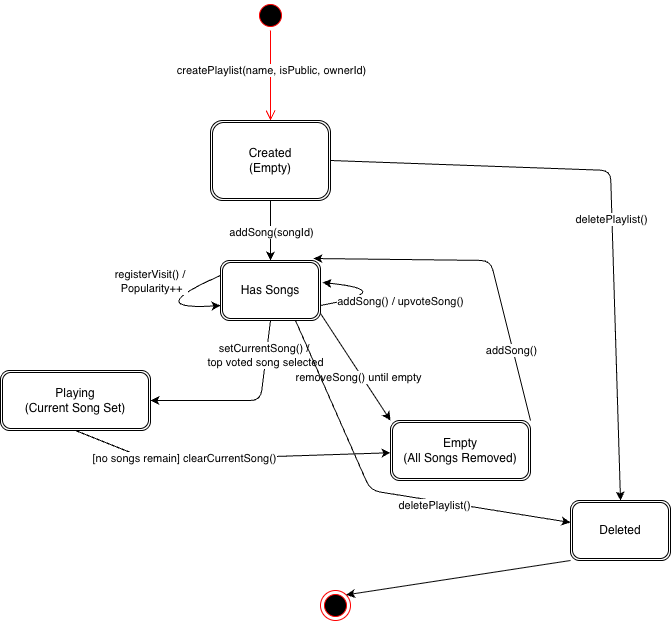 createPlaylist(name, isPublic, ownerId)
Created
(Empty)
deletePlaylist()
addSong(songId)
registerVisit() /
Popularity++
Has Songs
addSong() / upvoteSong()
setCurrentSong() /
top voted song selected
addSong()
removeSong() until empty
Playing
(Current Song Set)
Empty
(All Songs Removed)
[no songs remain] clearCurrentSong()
deletePlaylist()
Deleted